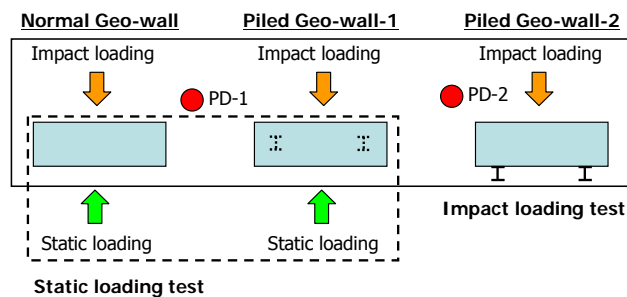 Normal Geo-wall Piled Geo-wall-1 Piled Geo-wall-2
Impact loading Impact loading Impact loading
PD-1 PD-2
Impact loading test
Static loading Static loading
Static loading test